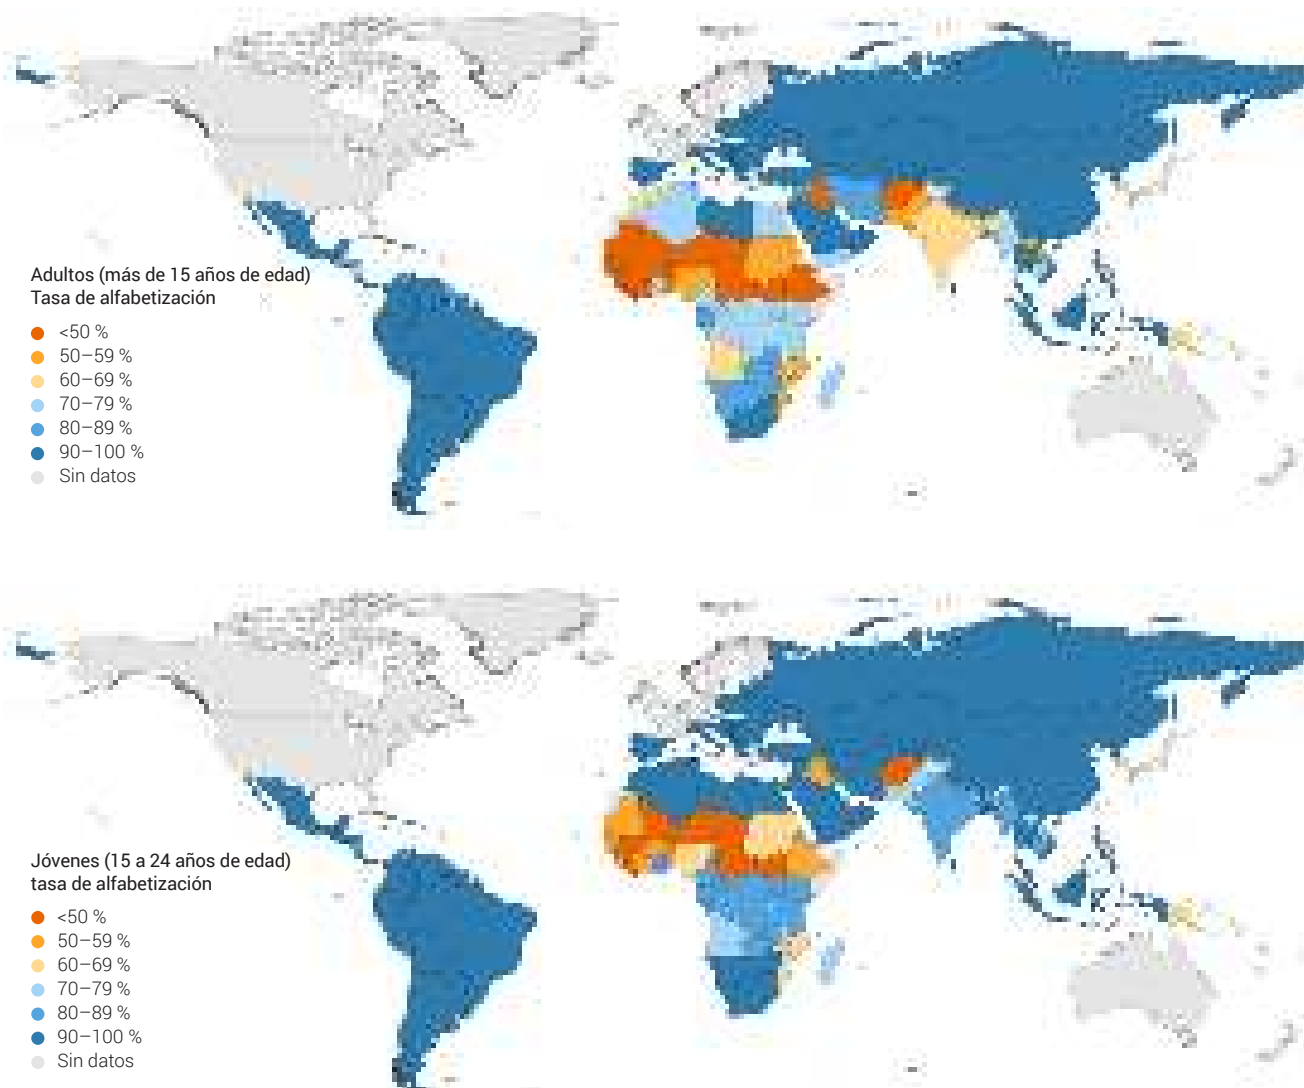 Adultos (más de 15 años de edad)
Tasa de alfabetización
<50 %
50–59 %
60–69 %
70–79 %
80–89 %
90–100 %
Sin datos
Jóvenes (15 a 24 años de edad)
tasa de alfabetización
<50 %
50–59 %
60–69 %
70–79 %
80–89 %
90–100 %
Sin datos